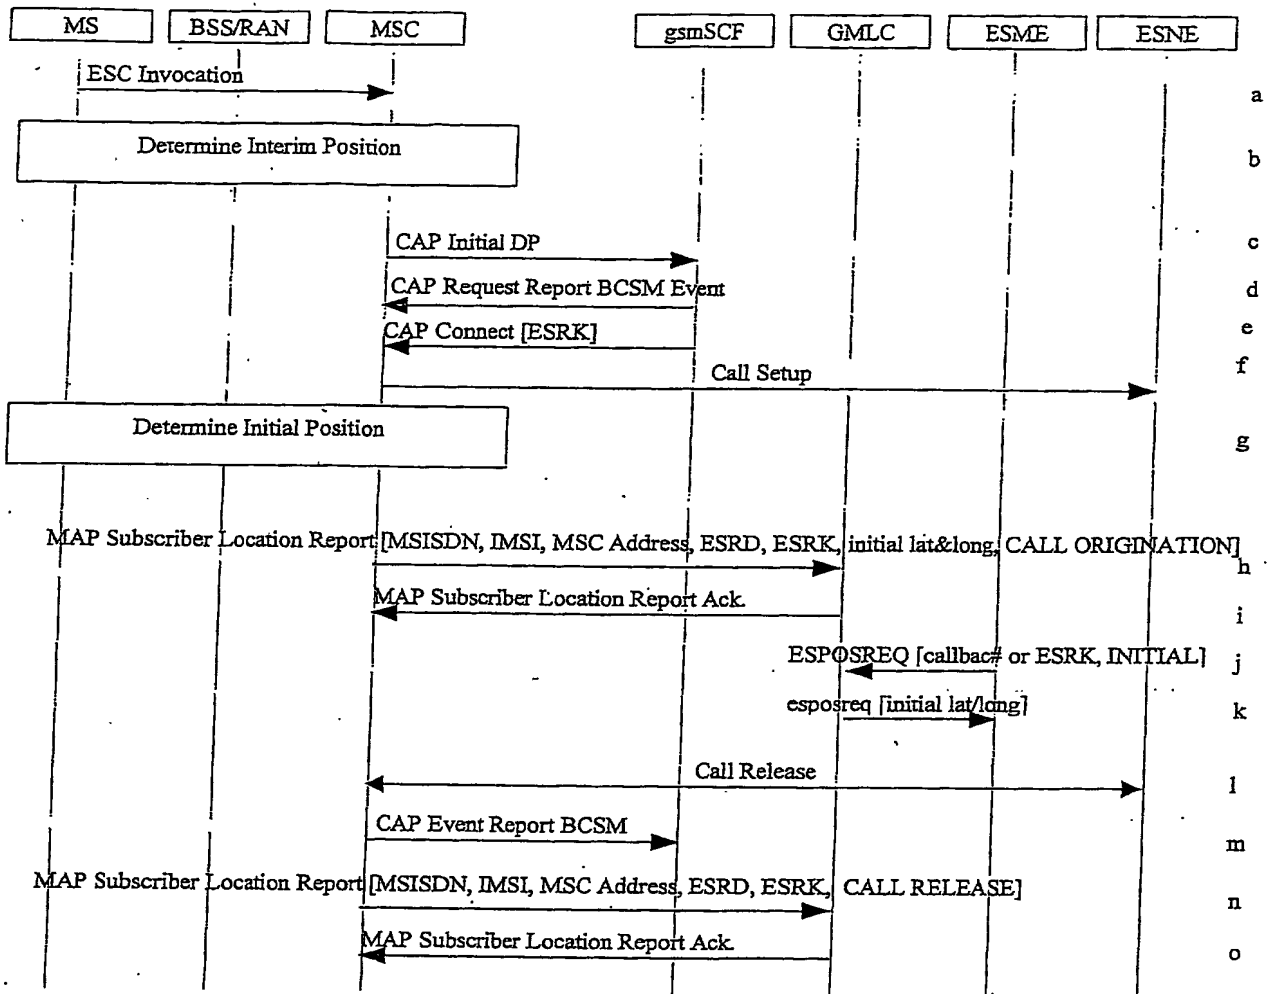 MS BSS/RAN MSC gsmSCF GMLC ESME ESNE
ESC Invocation
a
Determine Interim Position
b
CAP Initial DP
c
CAP Request Report BCSM Event
d
CAP Connect [ESRK]
e
f
Call Setup
Determine Initial Position
g
MAP Subscriber Location Report [MSISDN, IMSI, MSC Address, ESRD, ESRK, initial lat&long, CALL ORIGINATION]
h
MAP Subscriber Location Report Ack.
i
ESPOSREQ [callbac# or ESRK, INITIAL]
j
esposreq [initial lat/long]
k
Call Release
l
CAP Event Report BCSM
m
MAP Subscriber Location Report [MSISDN, IMSI, MSC Address, ESRD, ESRK, CALL RELEASE]
n
MAP Subscriber Location Report Ack.
o